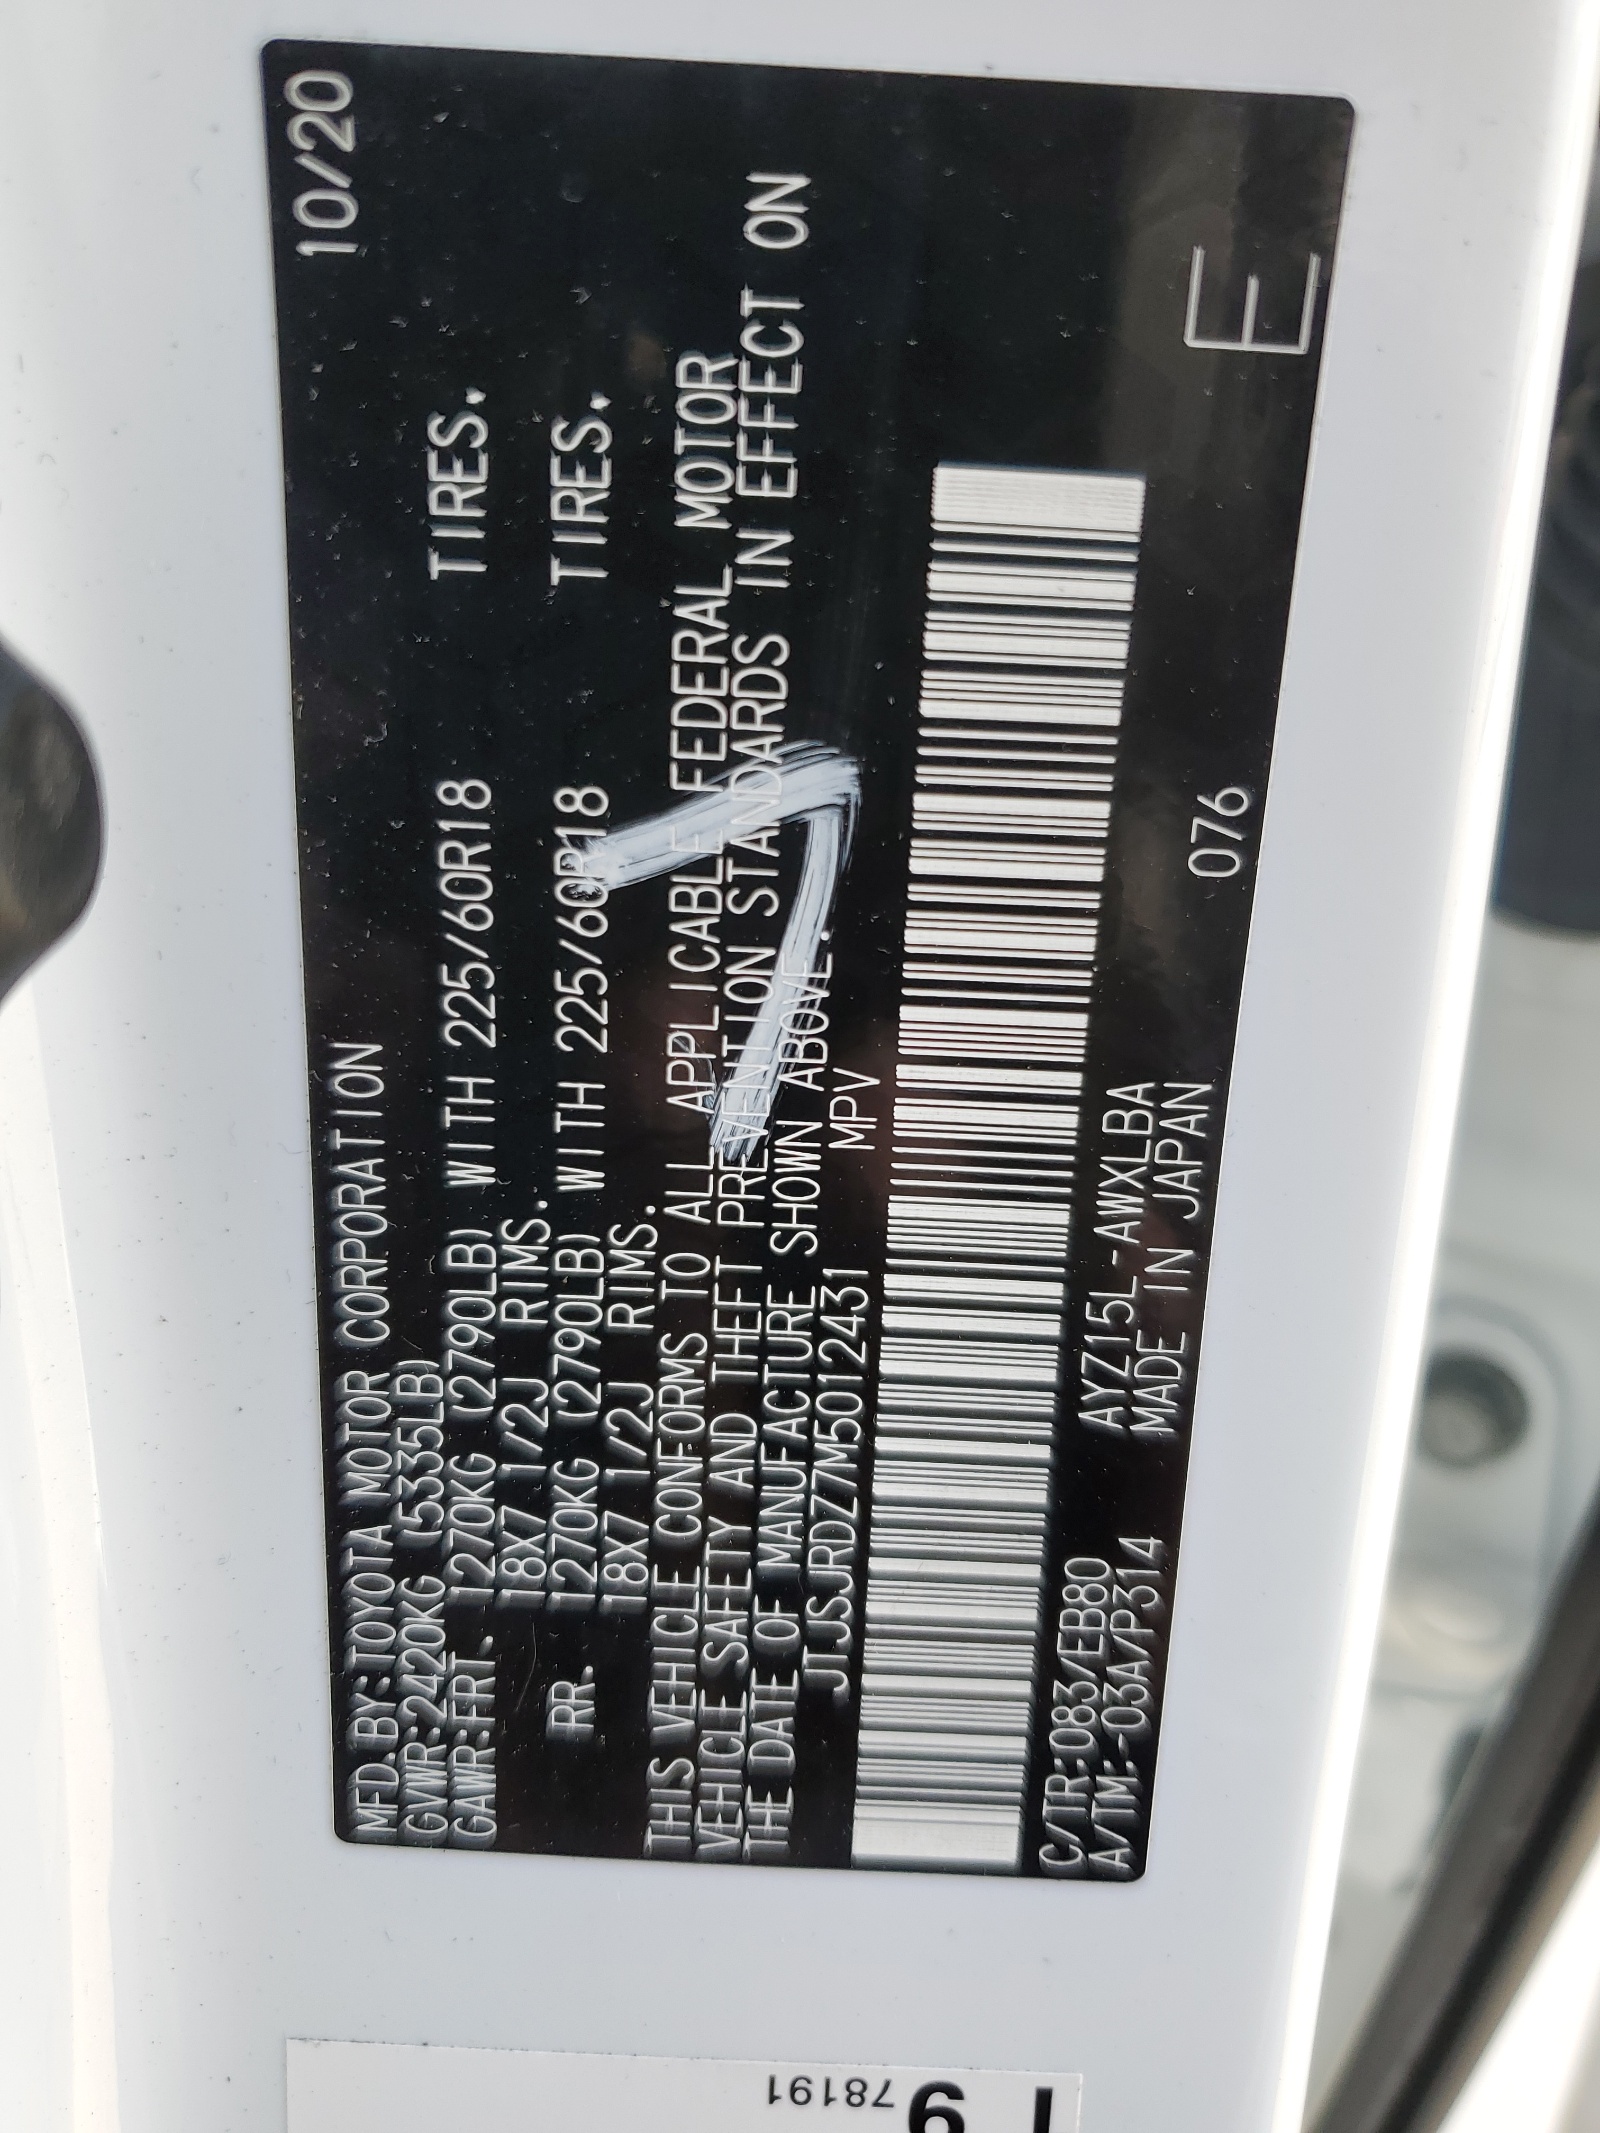 MFD.BY:TOYOTA MOTOR CORPORATION 10/20
GVWR:2420KG (5335LB)
GAWR:FRT. 1270KG (2790LB) WITH 225/60R18 TIRES.
18X7 1/2J RIMS.
RR. 1270KG (2790LB) WITH 225/60R18 TIRES.
18X7 1/2J RIMS.
THIS VEHICLE CONFORMS TO ALL APPLICABLE FEDERAL MOTOR
VEHICLE SAFETY AND THEFT PREVENTION STANDARDS IN EFFECT ON
THE DATE OF MANUFACTURE SHOWN ABOVE.
JTJSJRDZ7M5012431 MPV
C/TR:083/EB80 AYZ15L-AWXLBA 076 E
A/TM:-03A/P314 MADE IN JAPAN
78191